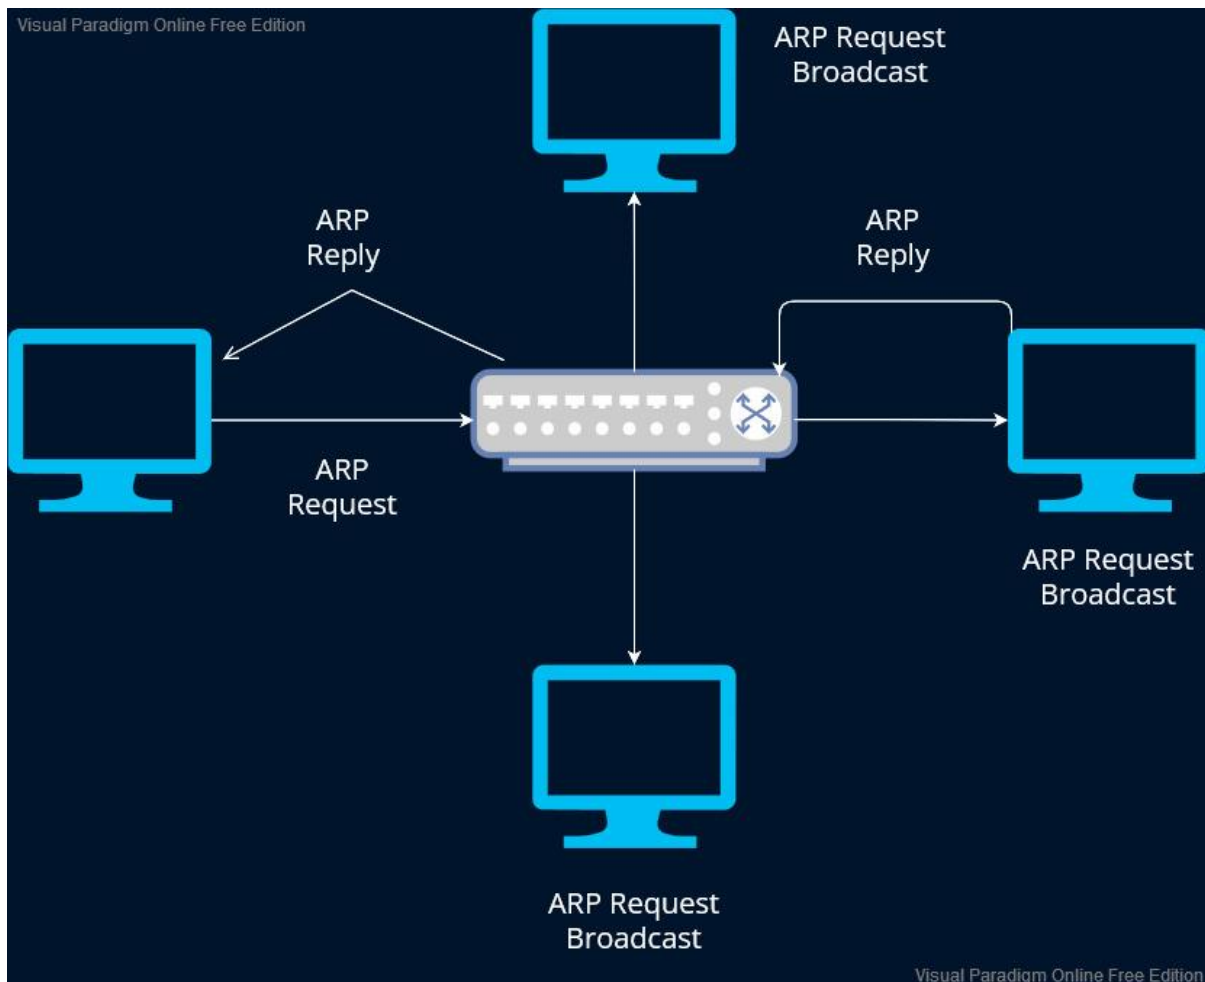 Visual Paradigm Online Free Edition
ARP Request
Broadcast
ARP
Reply
ARP
Reply
ARP
Request
ARP Request
Broadcast
ARP Request
Broadcast
Visual Paradigm Online Free Edition